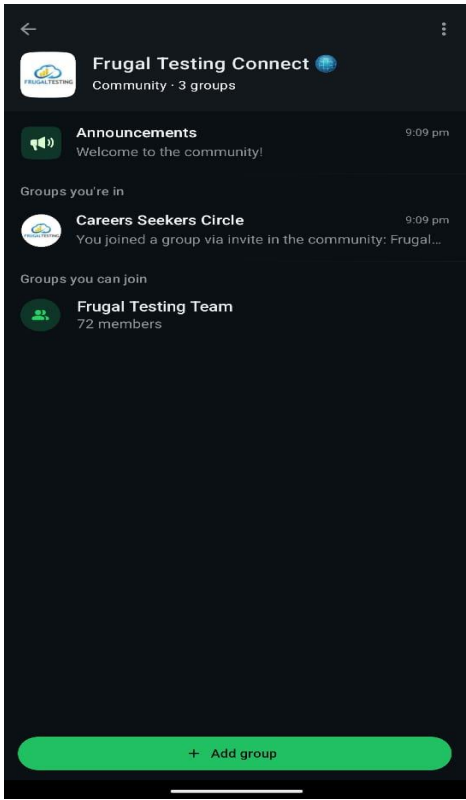 Frugal Testing Connect 🌐
Community · 3 groups
FRUGALTESTING
Announcements
9:09 pm
Welcome to the community!
Groups you're in
Careers Seekers Circle
9:09 pm
You joined a group via invite in the community: Frugal...
Groups you can join
Frugal Testing Team
72 members
+ Add group